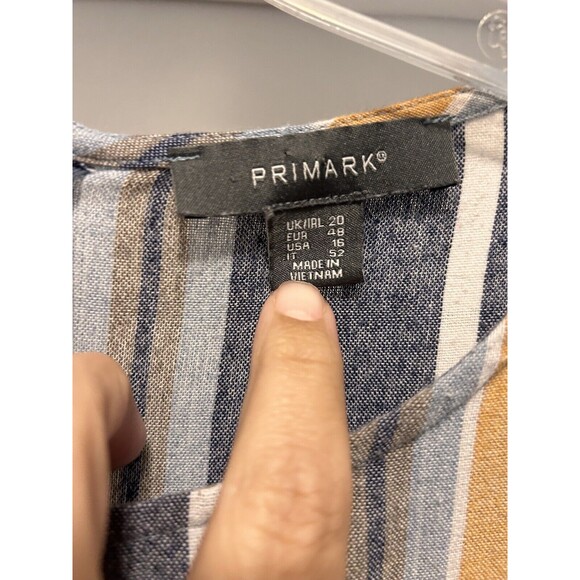 PRIMARK®
UK/IRL 20
EUR 48
USA 16
IT 52
MADE IN
VIETNAM